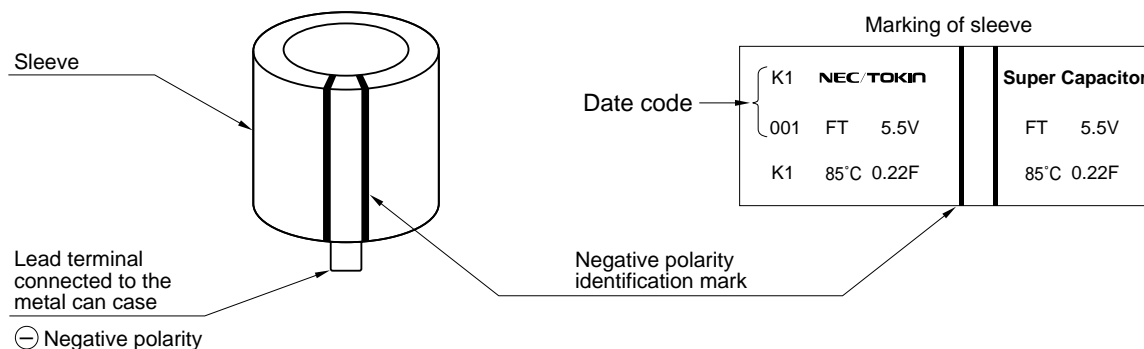 Marking of sleeve
Sleeve
Date code
K1 NEC/TOKIN Super Capacitor
001 FT 5.5V FT 5.5V
K1 85°C 0.22F 85°C 0.22F
Lead terminal
connected to the
metal can case
⊖ Negative polarity
Negative polarity
identification mark